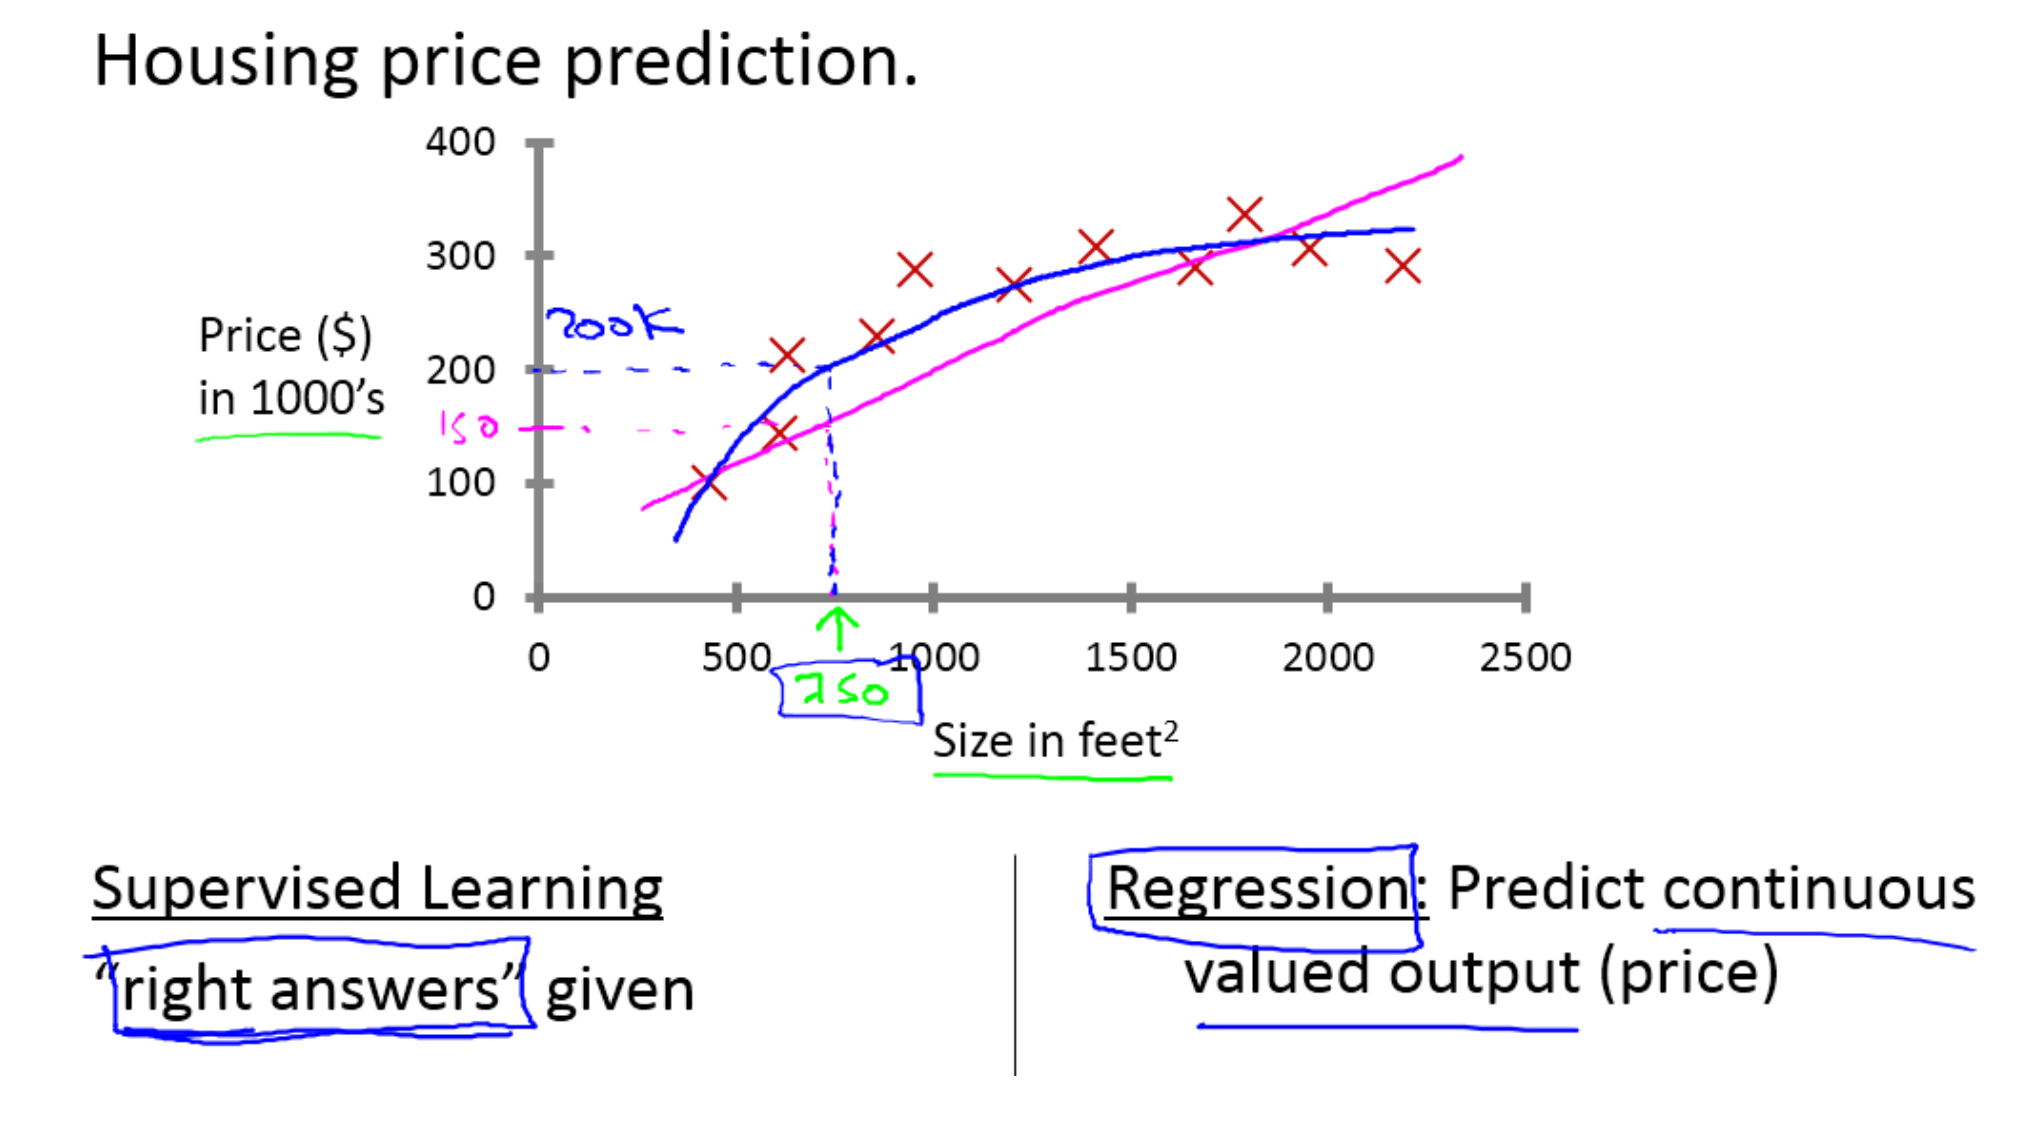 Housing price prediction.
400
300
200K
Price ($)
200
in 1000's
150
100
0
0 500 1000 1500 2000 2500
750
Size in feet²
Supervised Learning
"right answers" given
Regression: Predict continuous
valued output (price)